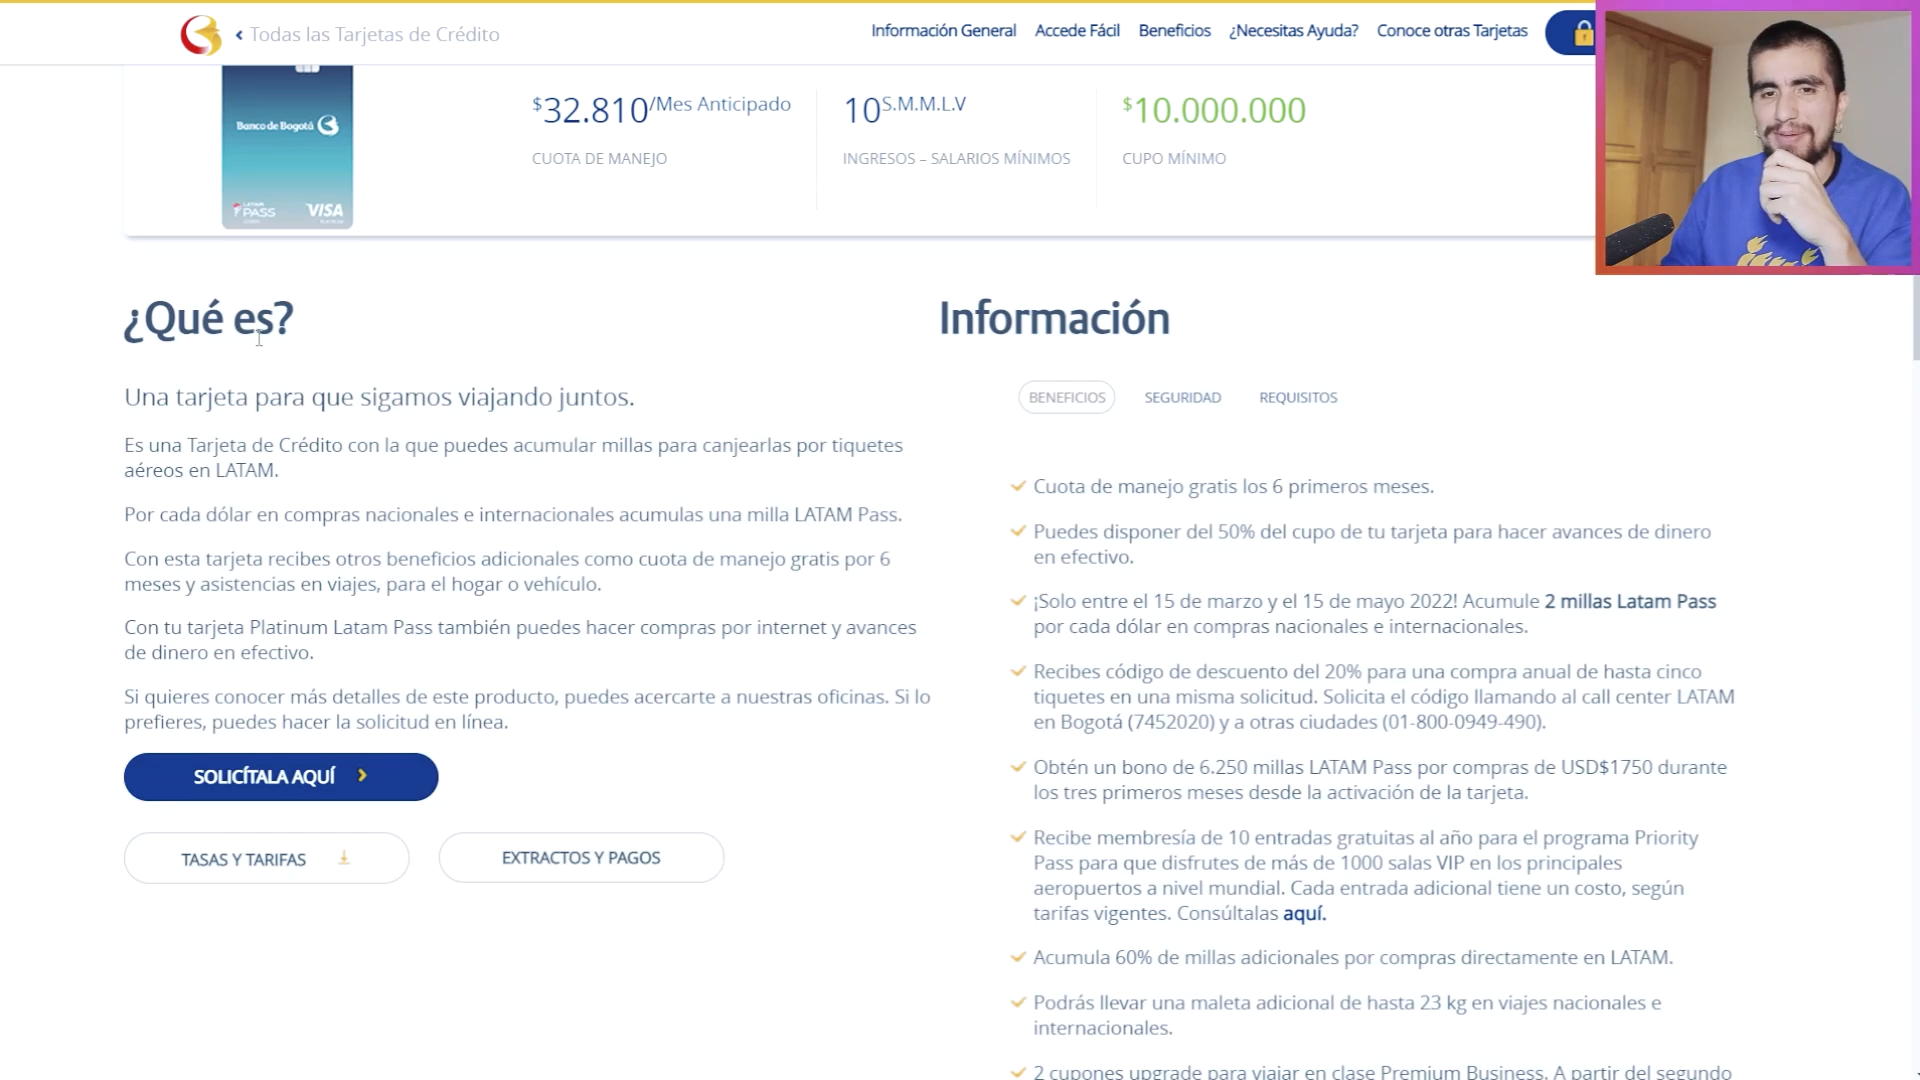 Todas las Tarjetas de Crédito
Información General
Accede Fácil
Beneficios
¿Necesitas Ayuda?
Conoce otras Tarjetas
Banco de Bogotá
LATAM
PASS
VISA
$32.810/Mes Anticipado
CUOTA DE MANEJO
10S.M.M.L.V
INGRESOS – SALARIOS MÍNIMOS
$10.000.000
CUPO MÍNIMO
¿Qué es?
Una tarjeta para que sigamos viajando juntos.
Es una Tarjeta de Crédito con la que puedes acumular millas para canjearlas por tiquetes
aéreos en LATAM.
Por cada dólar en compras nacionales e internacionales acumulas una milla LATAM Pass.
Con esta tarjeta recibes otros beneficios adicionales como cuota de manejo gratis por 6
meses y asistencias en viajes, para el hogar o vehículo.
Con tu tarjeta Platinum Latam Pass también puedes hacer compras por internet y avances
de dinero en efectivo.
Si quieres conocer más detalles de este producto, puedes acercarte a nuestras oficinas. Si lo
prefieres, puedes hacer la solicitud en línea.
SOLICÍTALA AQUÍ
TASAS Y TARIFAS
EXTRACTOS Y PAGOS
Información
BENEFICIOS
SEGURIDAD
REQUISITOS
Cuota de manejo gratis los 6 primeros meses.
Puedes disponer del 50% del cupo de tu tarjeta para hacer avances de dinero
en efectivo.
¡Solo entre el 15 de marzo y el 15 de mayo 2022! Acumule 2 millas Latam Pass
por cada dólar en compras nacionales e internacionales.
Recibes código de descuento del 20% para una compra anual de hasta cinco
tiquetes en una misma solicitud. Solicita el código llamando al call center LATAM
en Bogotá (7452020) y a otras ciudades (01-800-0949-490).
Obtén un bono de 6.250 millas LATAM Pass por compras de USD$1750 durante
los tres primeros meses desde la activación de la tarjeta.
Recibe membresía de 10 entradas gratuitas al año para el programa Priority
Pass para que disfrutes de más de 1000 salas VIP en los principales
aeropuertos a nivel mundial. Cada entrada adicional tiene un costo, según
tarifas vigentes. Consúltalas aquí.
Acumula 60% de millas adicionales por compras directamente en LATAM.
Podrás llevar una maleta adicional de hasta 23 kg en viajes nacionales e
internacionales.
2 cupones upgrade para viajar en clase Premium Business. A partir del segundo